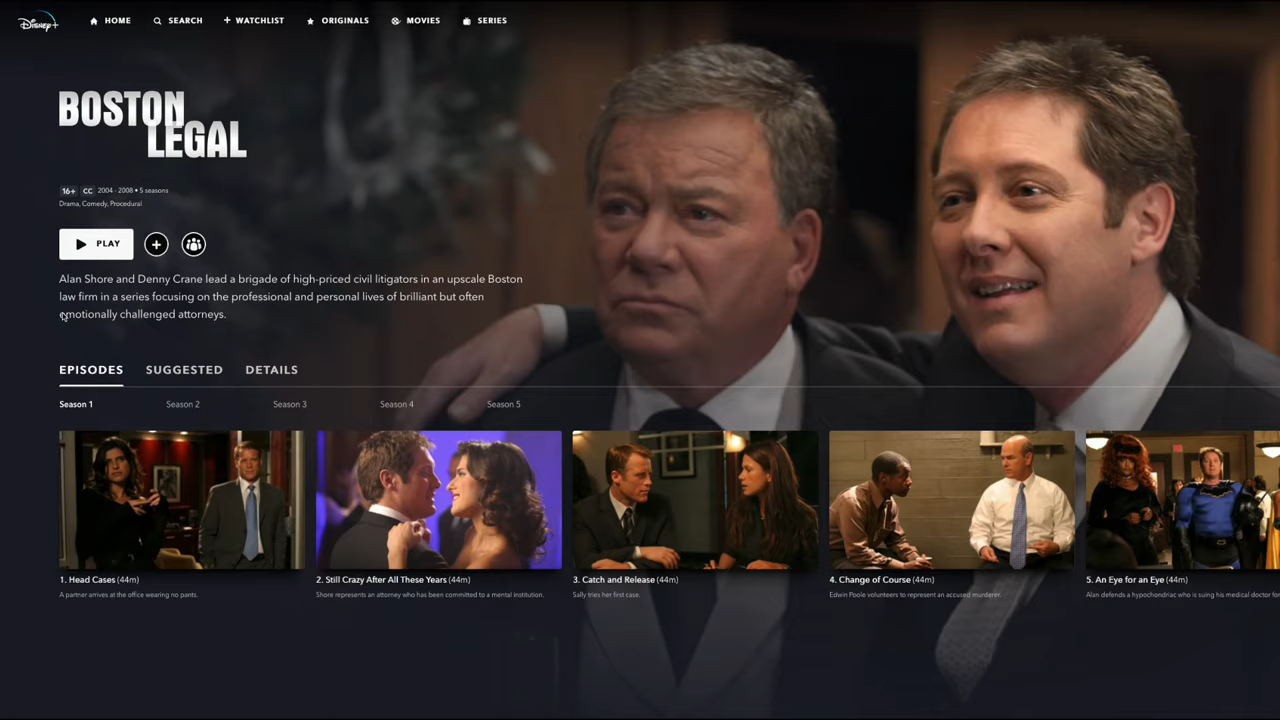 Disney+
HOME
SEARCH
WATCHLIST
ORIGINALS
MOVIES
SERIES
BOSTON
LEGAL
16+ CC 2004 - 2008 • 5 seasons
Drama, Comedy, Procedural
PLAY
Alan Shore and Denny Crane lead a brigade of high-priced civil litigators in an upscale Boston
law firm in a series focusing on the professional and personal lives of brilliant but often
emotionally challenged attorneys.
EPISODES SUGGESTED DETAILS
Season 1 Season 2 Season 3 Season 4 Season 5
1. Head Cases (44m)
A partner arrives at the office wearing no pants.
2. Still Crazy After All These Years (44m)
Shore represents an attorney who has been committed to a mental institution.
3. Catch and Release (44m)
Sally tries her first case.
4. Change of Course (44m)
Edwin Poole volunteers to represent an accused murderer.
5. An Eye for an Eye (44m)
Alan defends a hypochondriac who is suing his medical doctor for